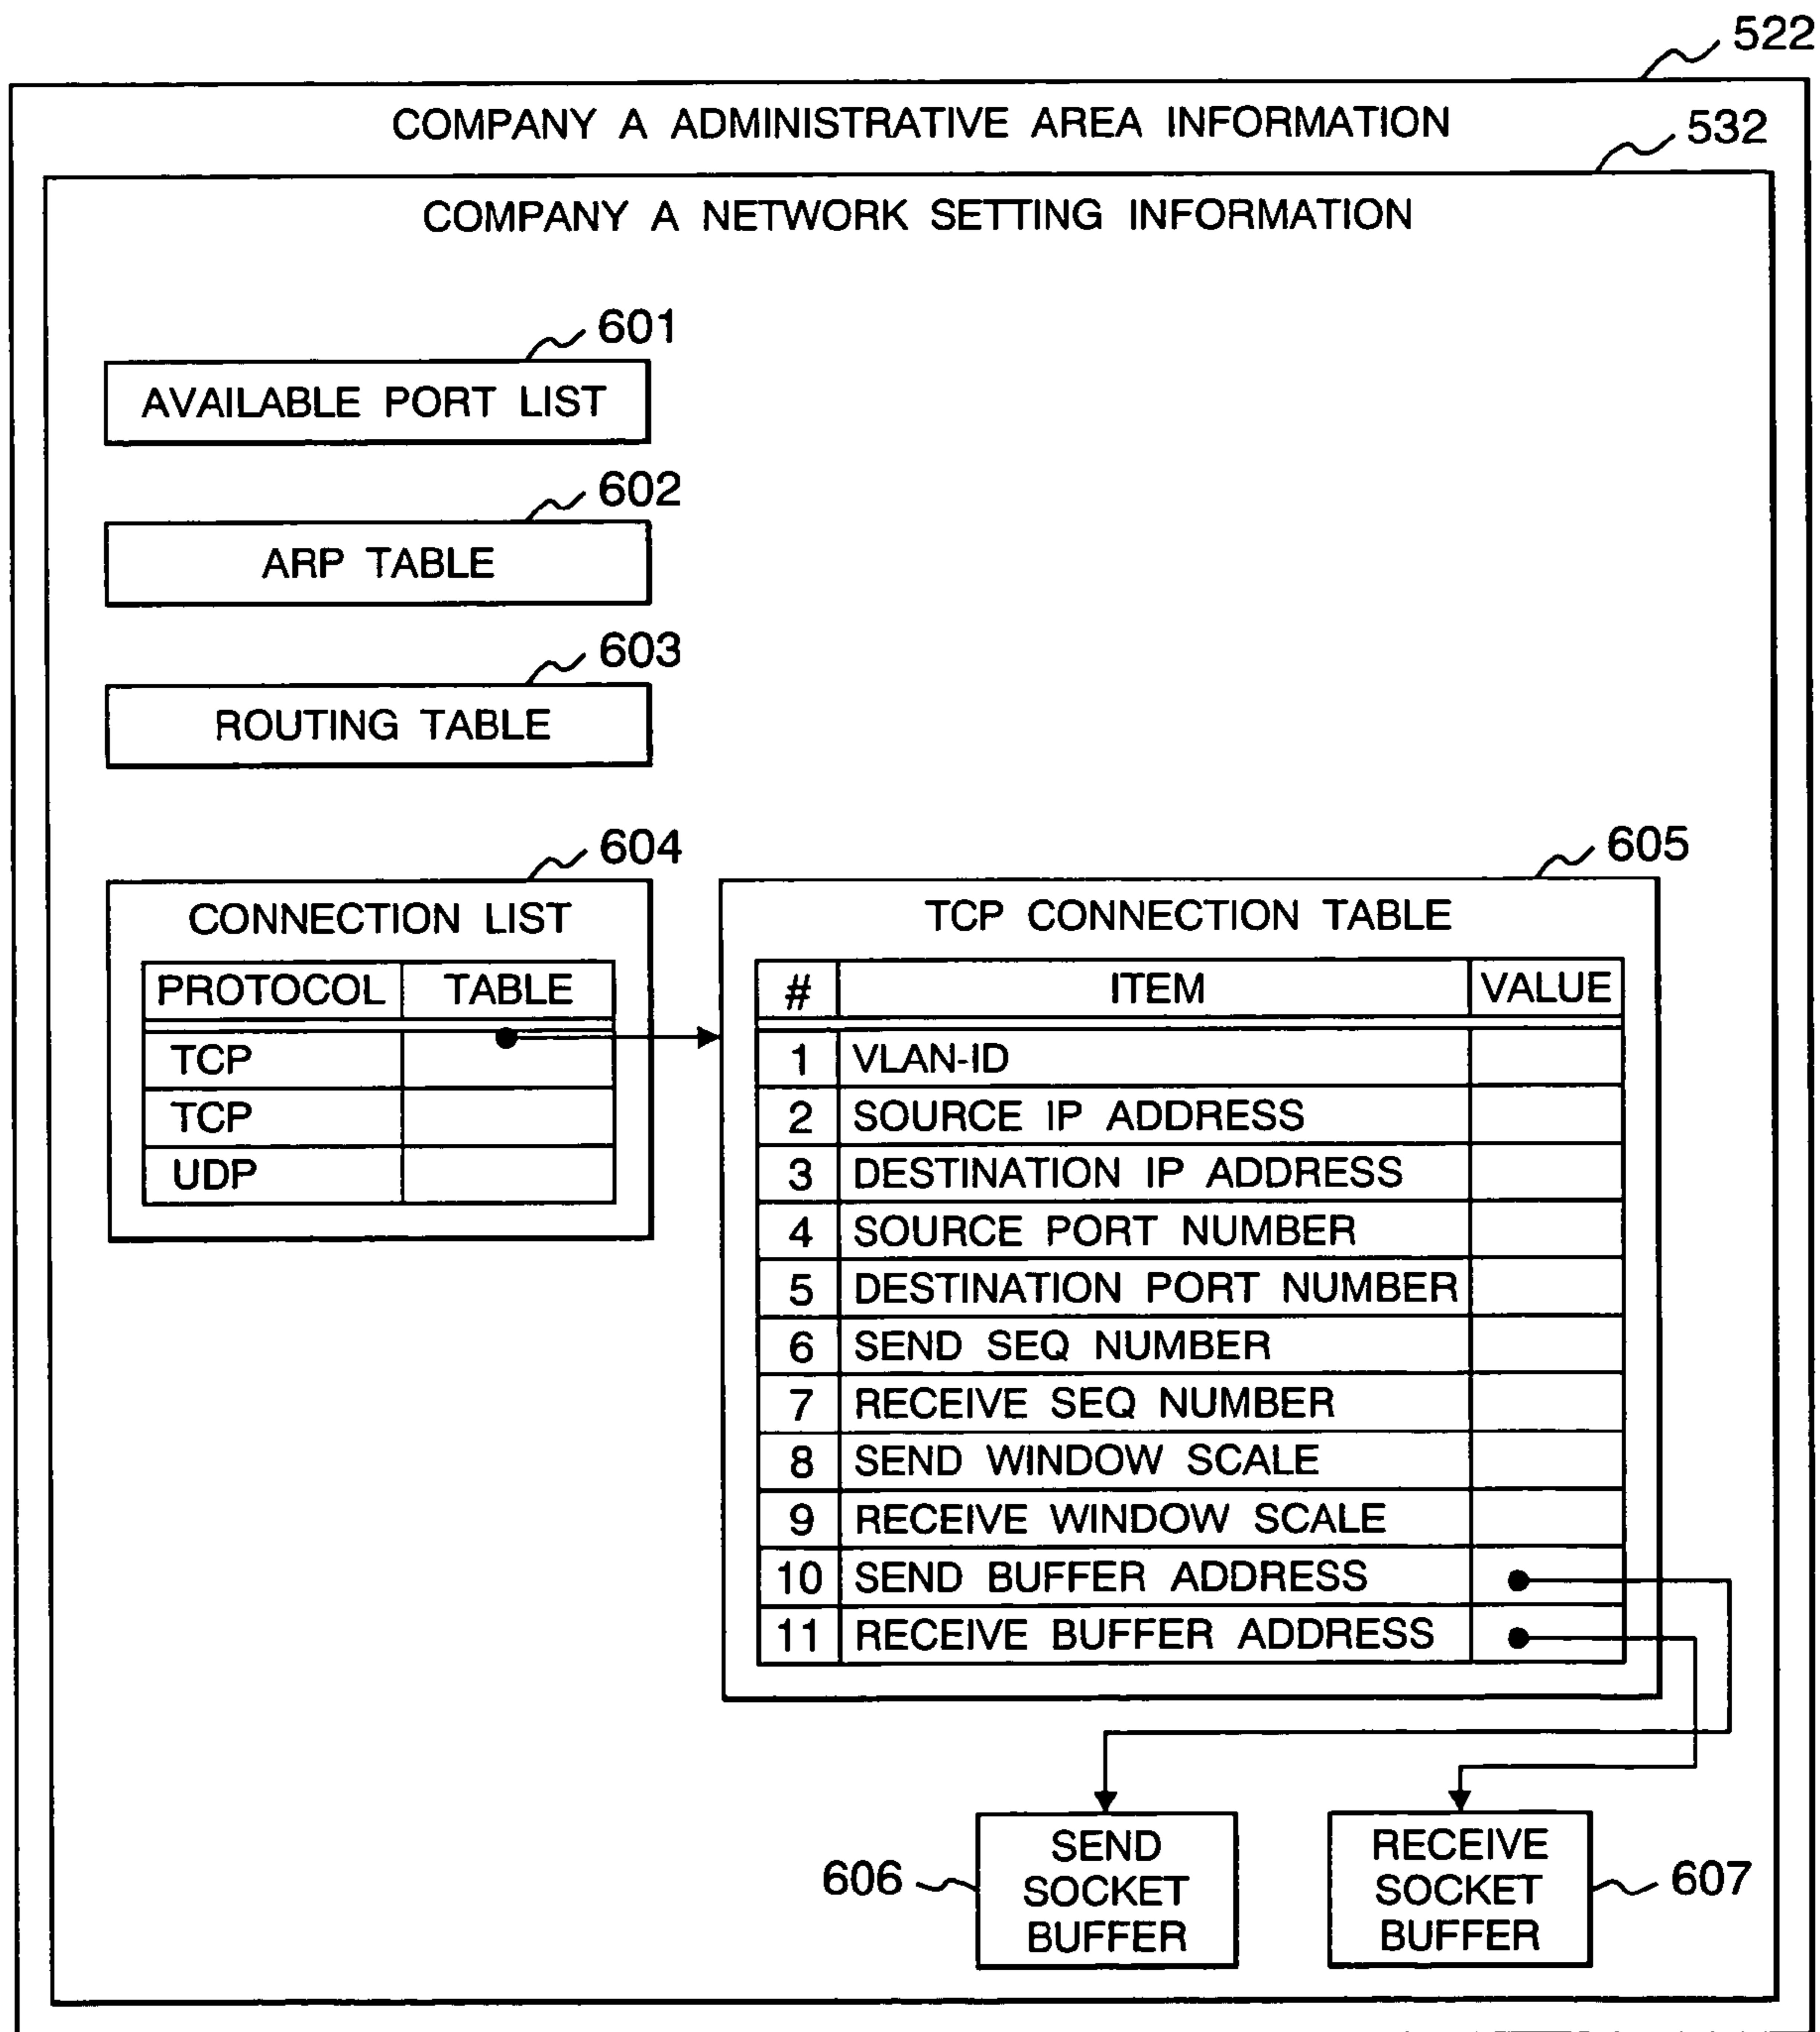 522
COMPANY A ADMINISTRATIVE AREA INFORMATION
532
COMPANY A NETWORK SETTING INFORMATION
601
AVAILABLE PORT LIST
602
ARP TABLE
603
ROUTING TABLE
604
CONNECTION LIST
PROTOCOL TABLE
TCP
TCP
UDP
605
TCP CONNECTION TABLE
# ITEM VALUE
1 VLAN-ID
2 SOURCE IP ADDRESS
3 DESTINATION IP ADDRESS
4 SOURCE PORT NUMBER
5 DESTINATION PORT NUMBER
6 SEND SEQ NUMBER
7 RECEIVE SEQ NUMBER
8 SEND WINDOW SCALE
9 RECEIVE WINDOW SCALE
10 SEND BUFFER ADDRESS
11 RECEIVE BUFFER ADDRESS
606
SEND
SOCKET
BUFFER
RECEIVE
SOCKET
BUFFER
607